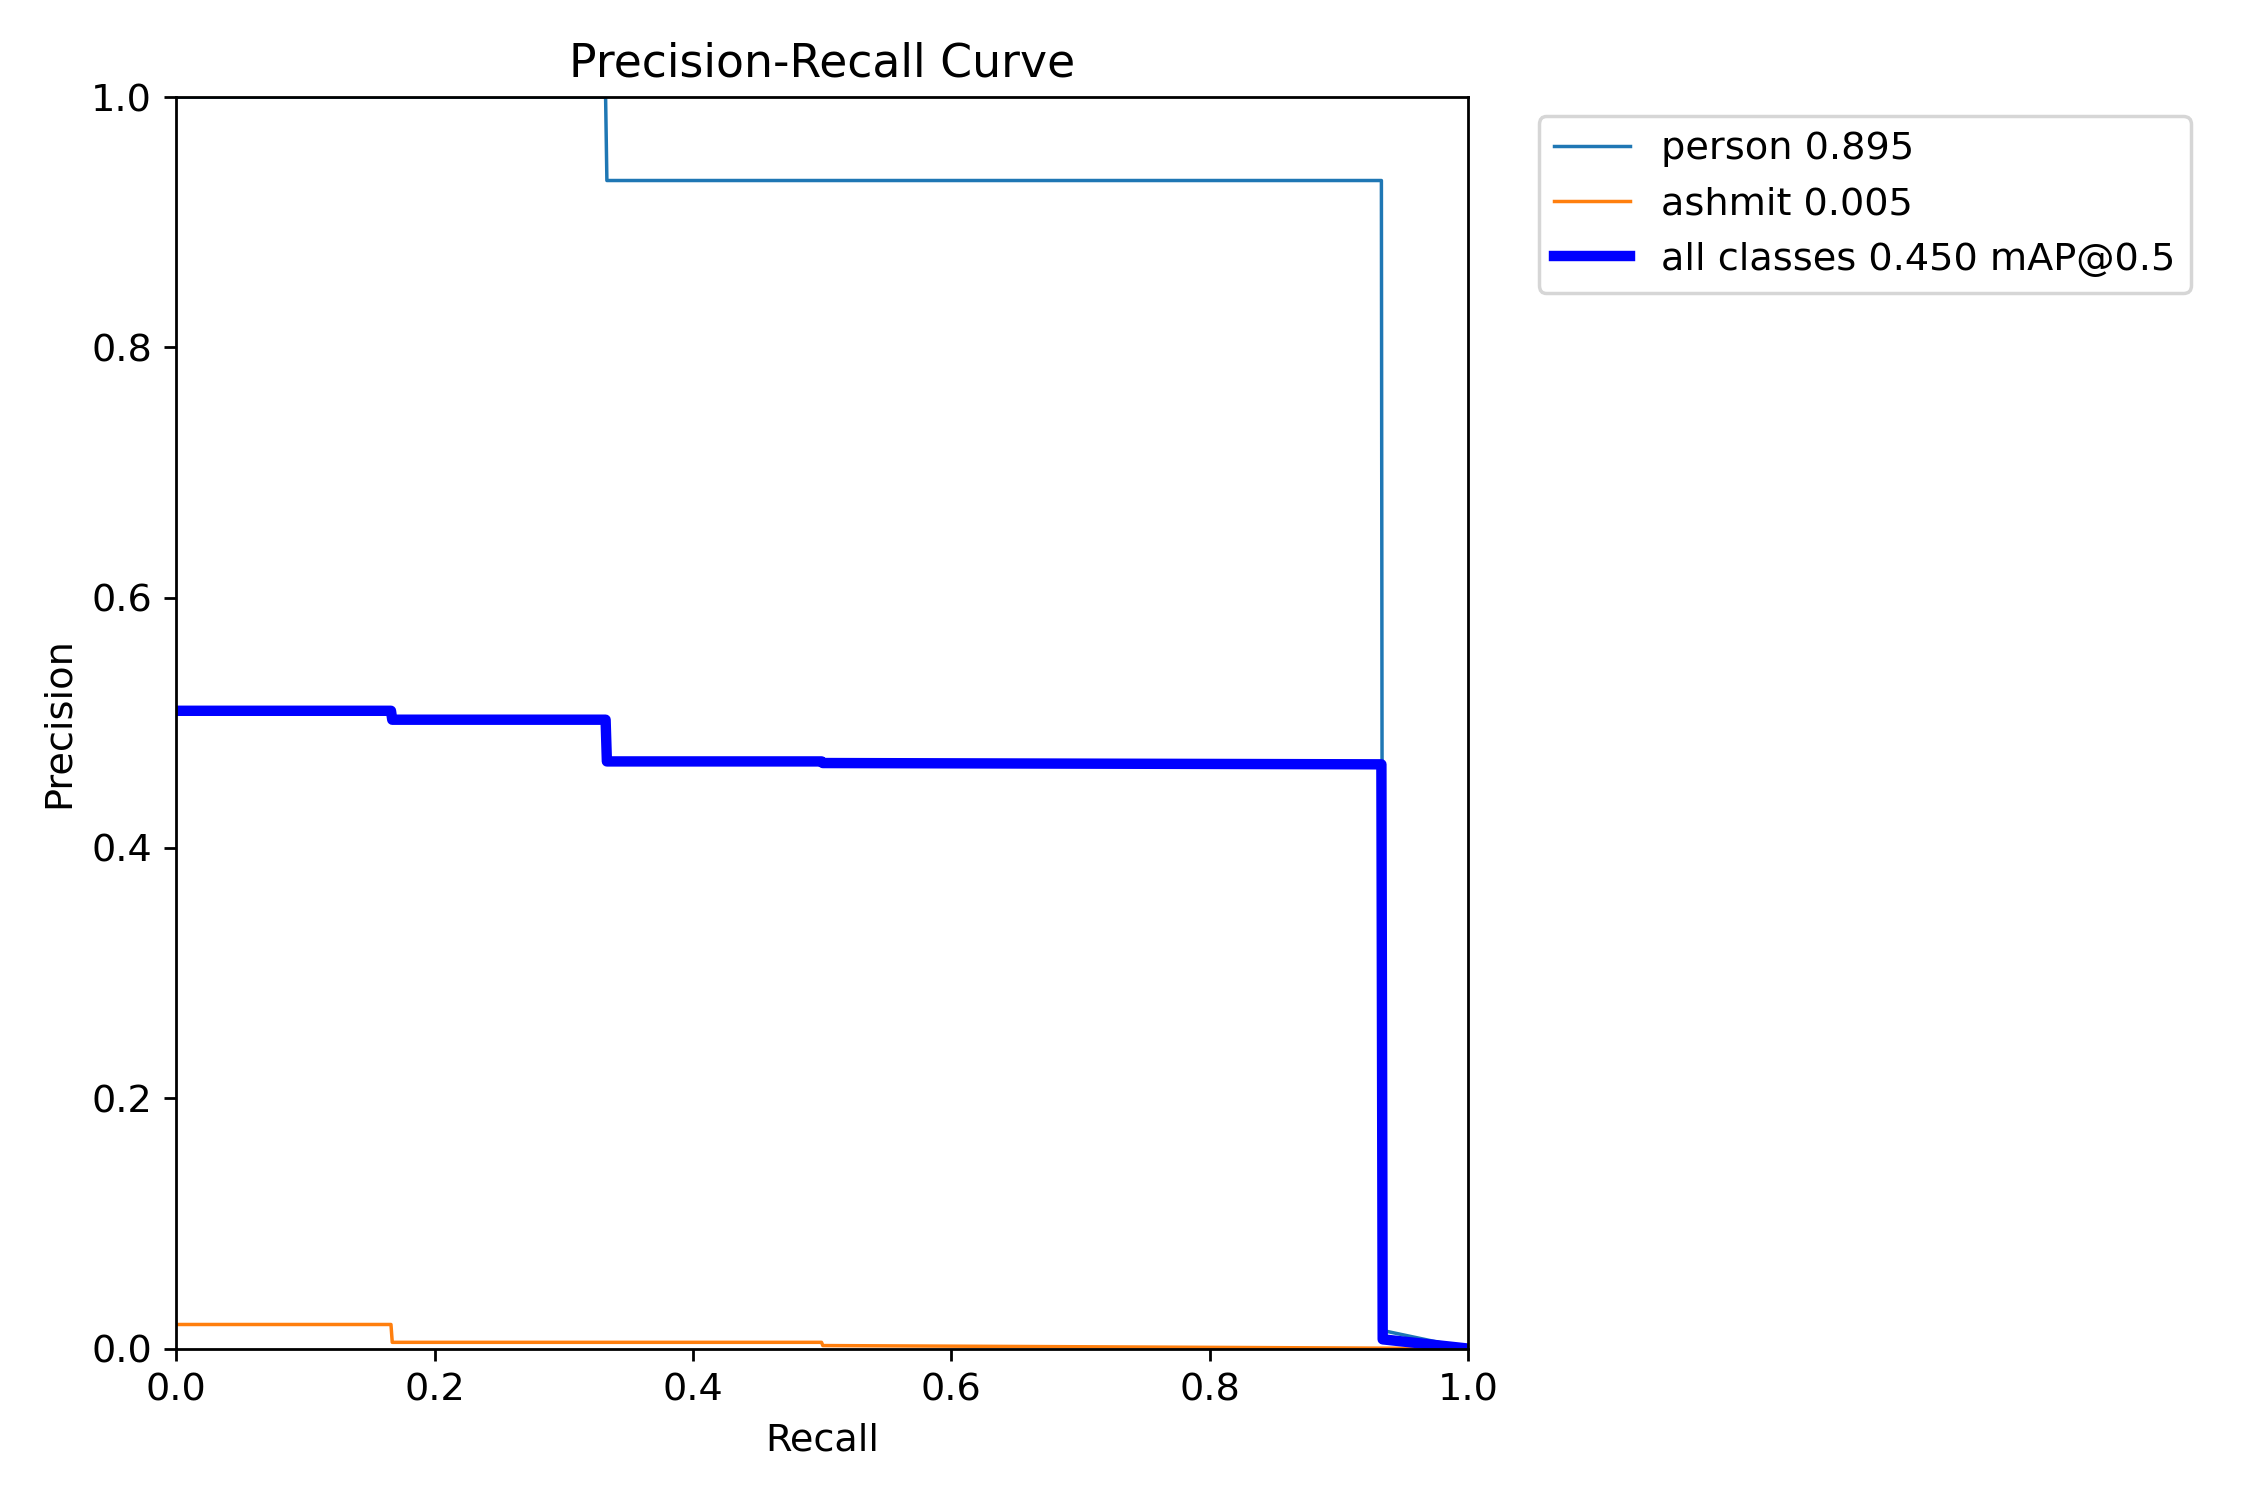 Precision-Recall Curve
1.0
0.8
0.6
0.4
0.2
0.0
Precision
0.0 0.2 0.4 0.6 0.8 1.0
Recall
person 0.895
ashmit 0.005
all classes 0.450 mAP@0.5